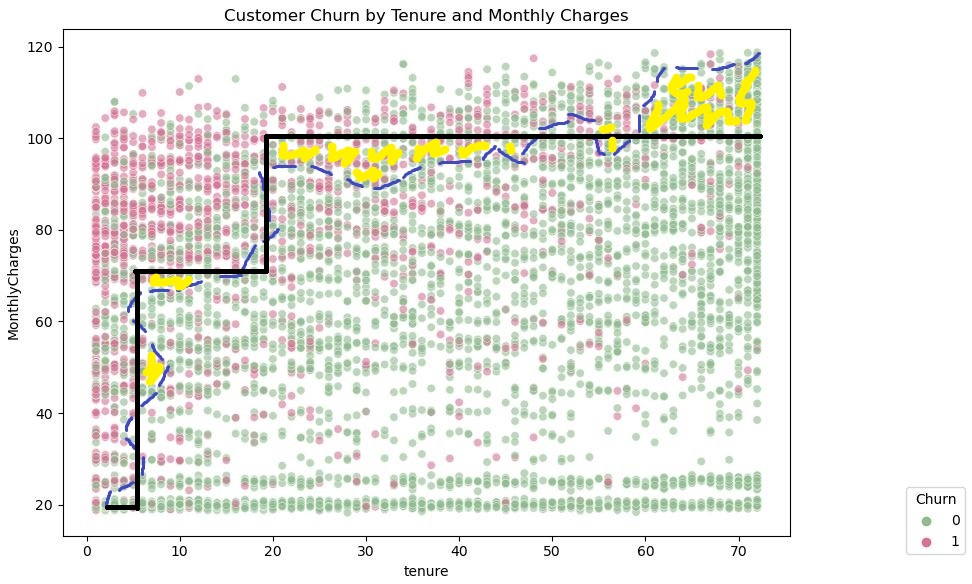 Customer Churn by Tenure and Monthly Charges
120
100
80
60
40
20
MonthlyCharges
0 10 20 30 40 50 60 70
tenure
Churn
0
1